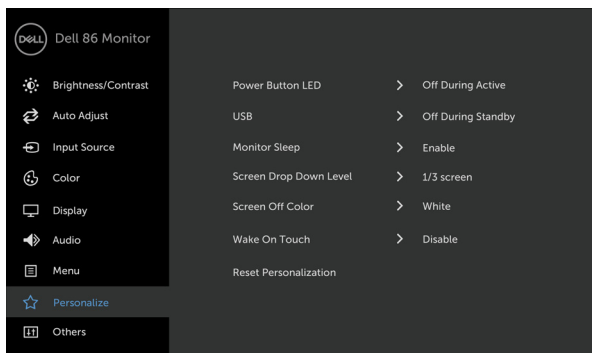 DELL Dell 86 Monitor
Brightness/Contrast
Auto Adjust
Input Source
Color
Display
Audio
Menu
Personalize
Others
Power Button LED Off During Active
USB Off During Standby
Monitor Sleep Enable
Screen Drop Down Level 1/3 screen
Screen Off Color White
Wake On Touch Disable
Reset Personalization